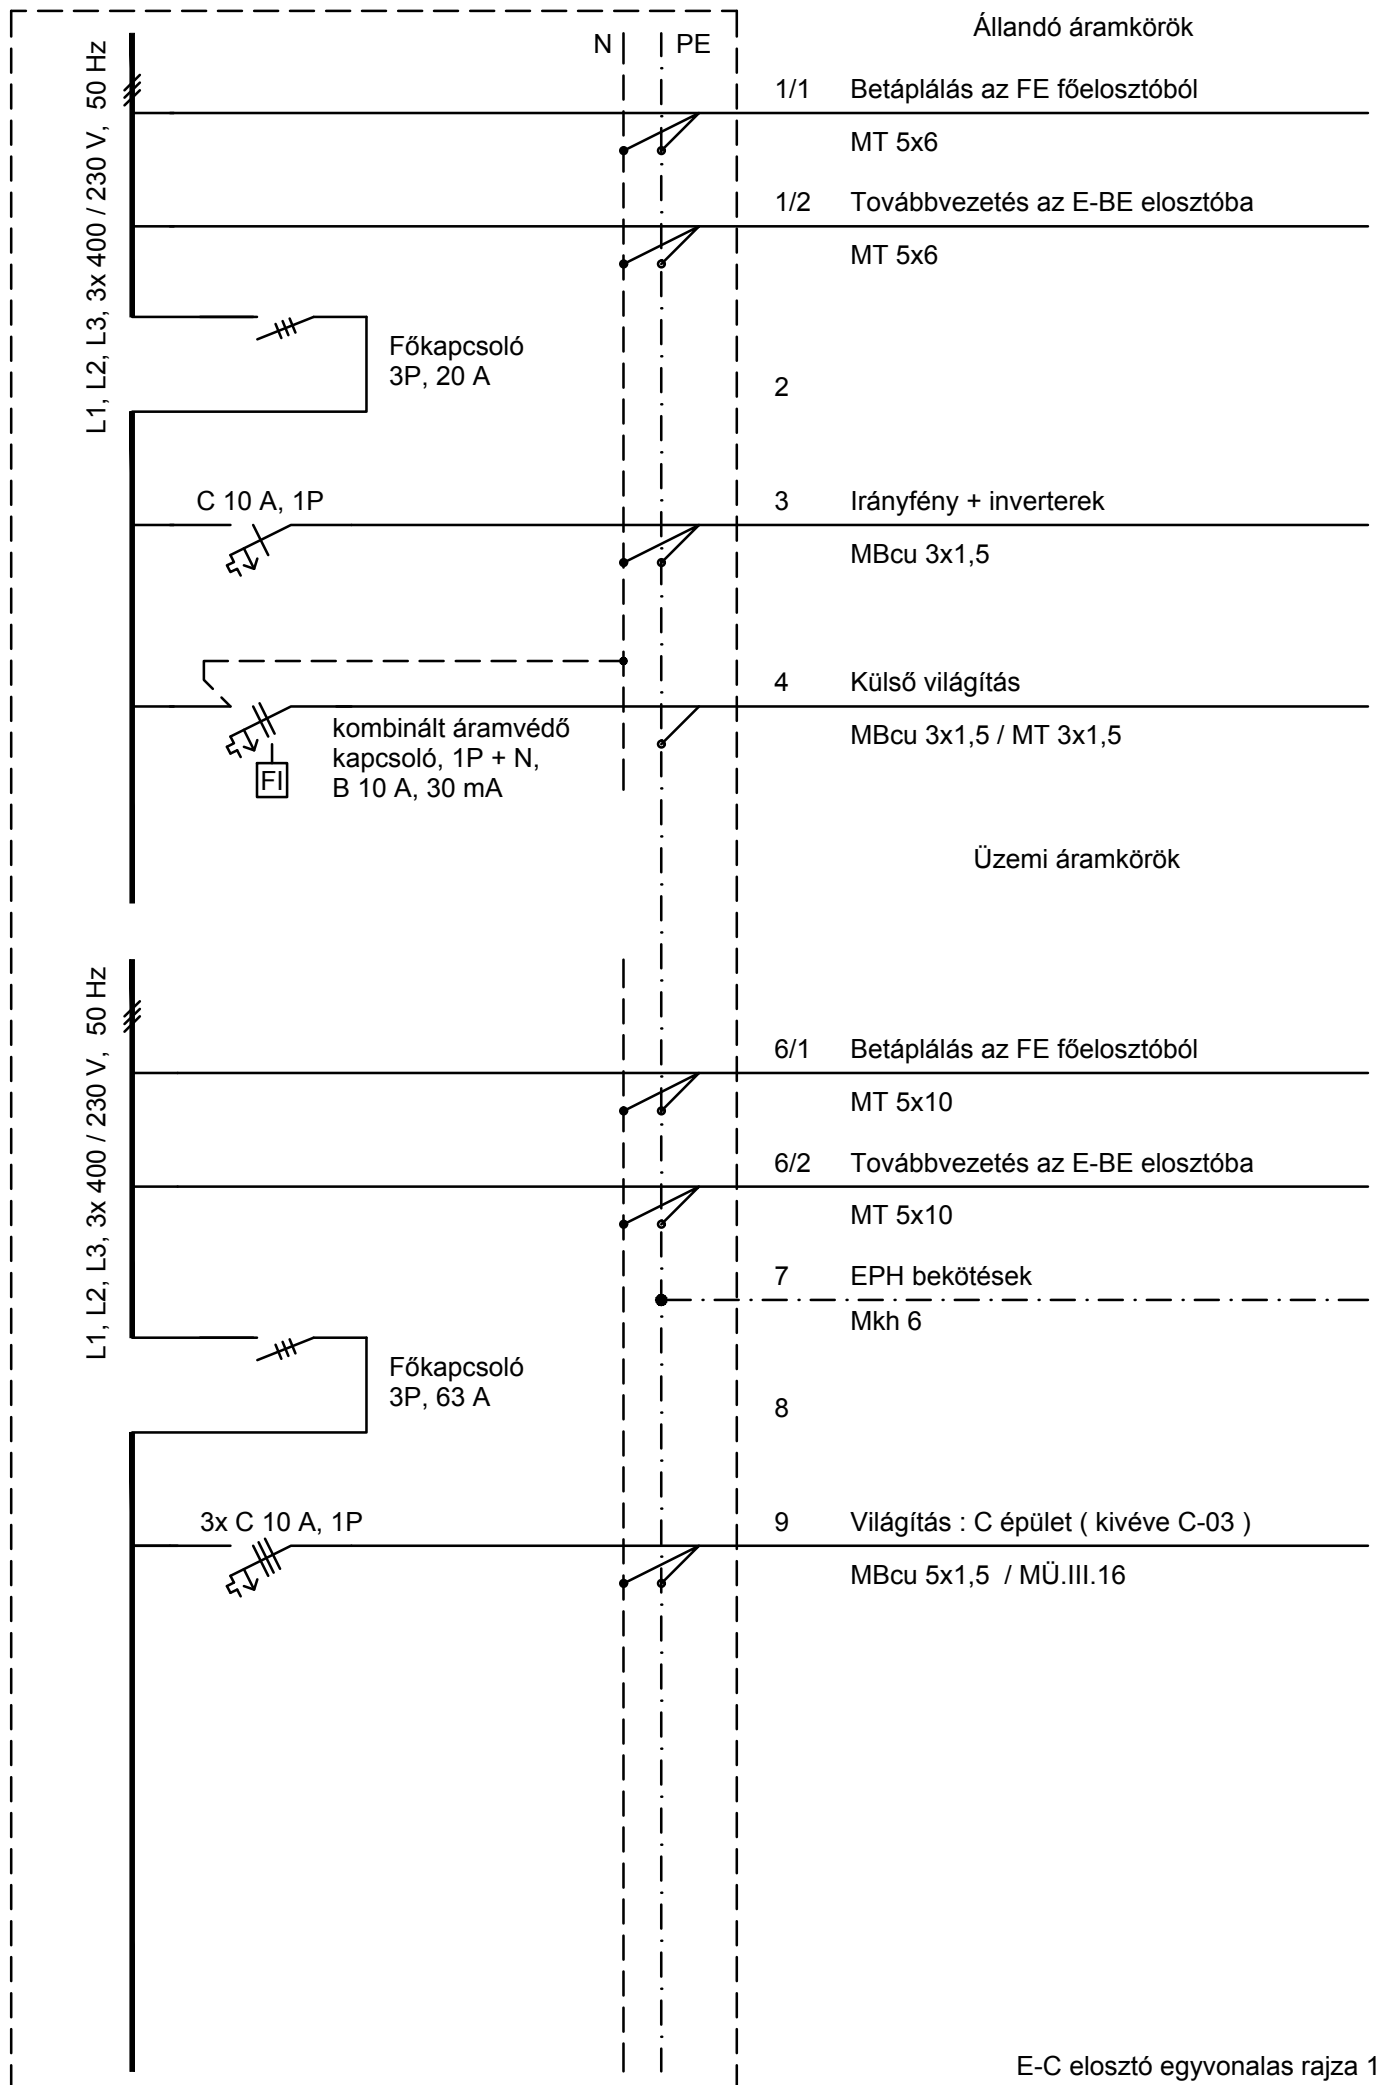 Állandó áramkörök
N
PE
L1, L2, L3, 3x 400 / 230 V, 50 Hz
1/1 Betáplálás az FE főelosztóból
MT 5x6
1/2 Továbbvezetés az E-BE elosztóba
MT 5x6
Főkapcsoló
3P, 20 A
2
C 10 A, 1P
3 Irányfény + inverterek
MBcu 3x1,5
4 Külső világítás
MBcu 3x1,5 / MT 3x1,5
kombinált áramvédő
kapcsoló, 1P + N,
B 10 A, 30 mA
FI
Üzemi áramkörök
L1, L2, L3, 3x 400 / 230 V, 50 Hz
6/1 Betáplálás az FE főelosztóból
MT 5x10
6/2 Továbbvezetés az E-BE elosztóba
MT 5x10
7 EPH bekötések
Mkh 6
Főkapcsoló
3P, 63 A
8
3x C 10 A, 1P
9 Világítás : C épület ( kivéve C-03 )
MBcu 5x1,5 / MÜ.III.16
E-C elosztó egyvonalas rajza 1